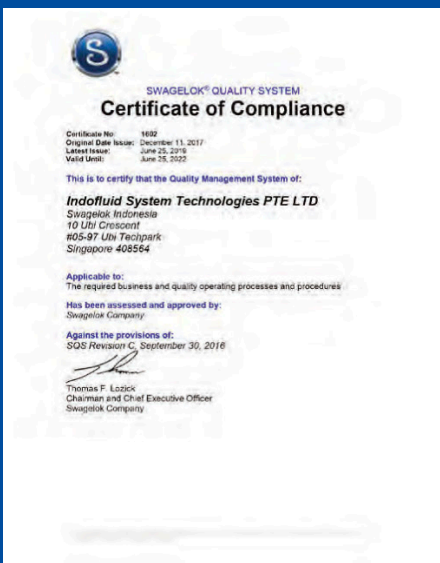 S
SWAGELOK® QUALITY SYSTEM
Certificate of Compliance
Certificate No: 1602
Original Date Issue: December 11, 2017
Latest Issue: June 25, 2019
Valid Until: June 25, 2022
This is to certify that the Quality Management System of:
Indofluid System Technologies PTE LTD
Swagelok Indonesia
10 Ubi Crescent
#05-97 Ubi Techpark
Singapore 408564
Applicable to:
The required business and quality operating processes and procedures
Has been assessed and approved by:
Swagelok Company
Against the provisions of:
SQS Revision C, September 30, 2016
Thomas F. Lozick
Chairman and Chief Executive Officer
Swagelok Company